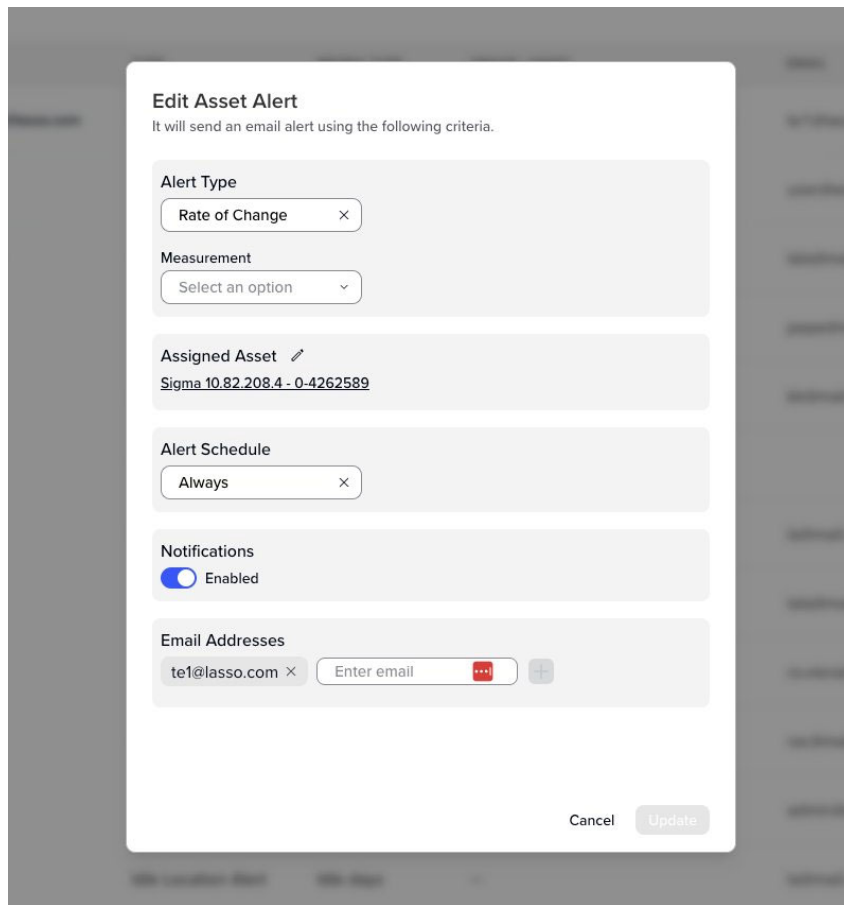 Edit Asset Alert
It will send an email alert using the following criteria.
Alert Type
Rate of Change
Measurement
Select an option
Assigned Asset
Sigma 10.82.208.4 - 0-4262589
Alert Schedule
Always
Notifications
Enabled
Email Addresses
te1@lasso.com
Enter email
Cancel Update